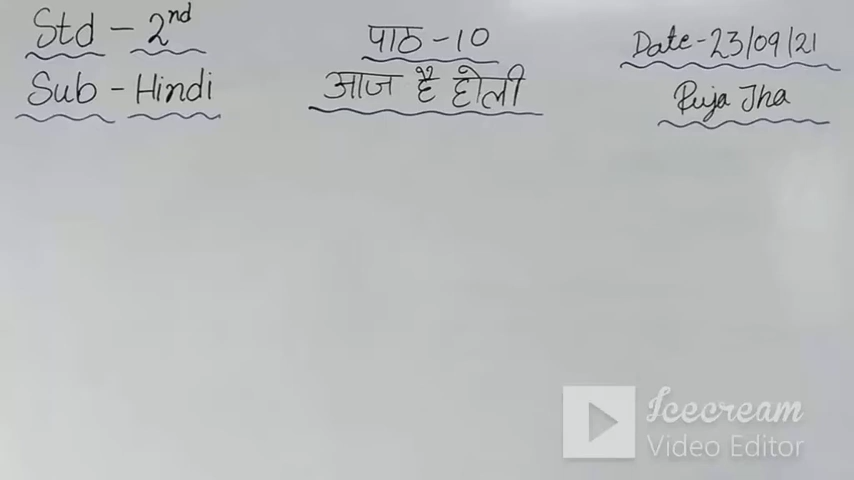 Std - 2nd
Sub - Hindi
पाठ - 10
आज है होली
Date - 23/09/21
Puja Jha
Icecream
Video Editor